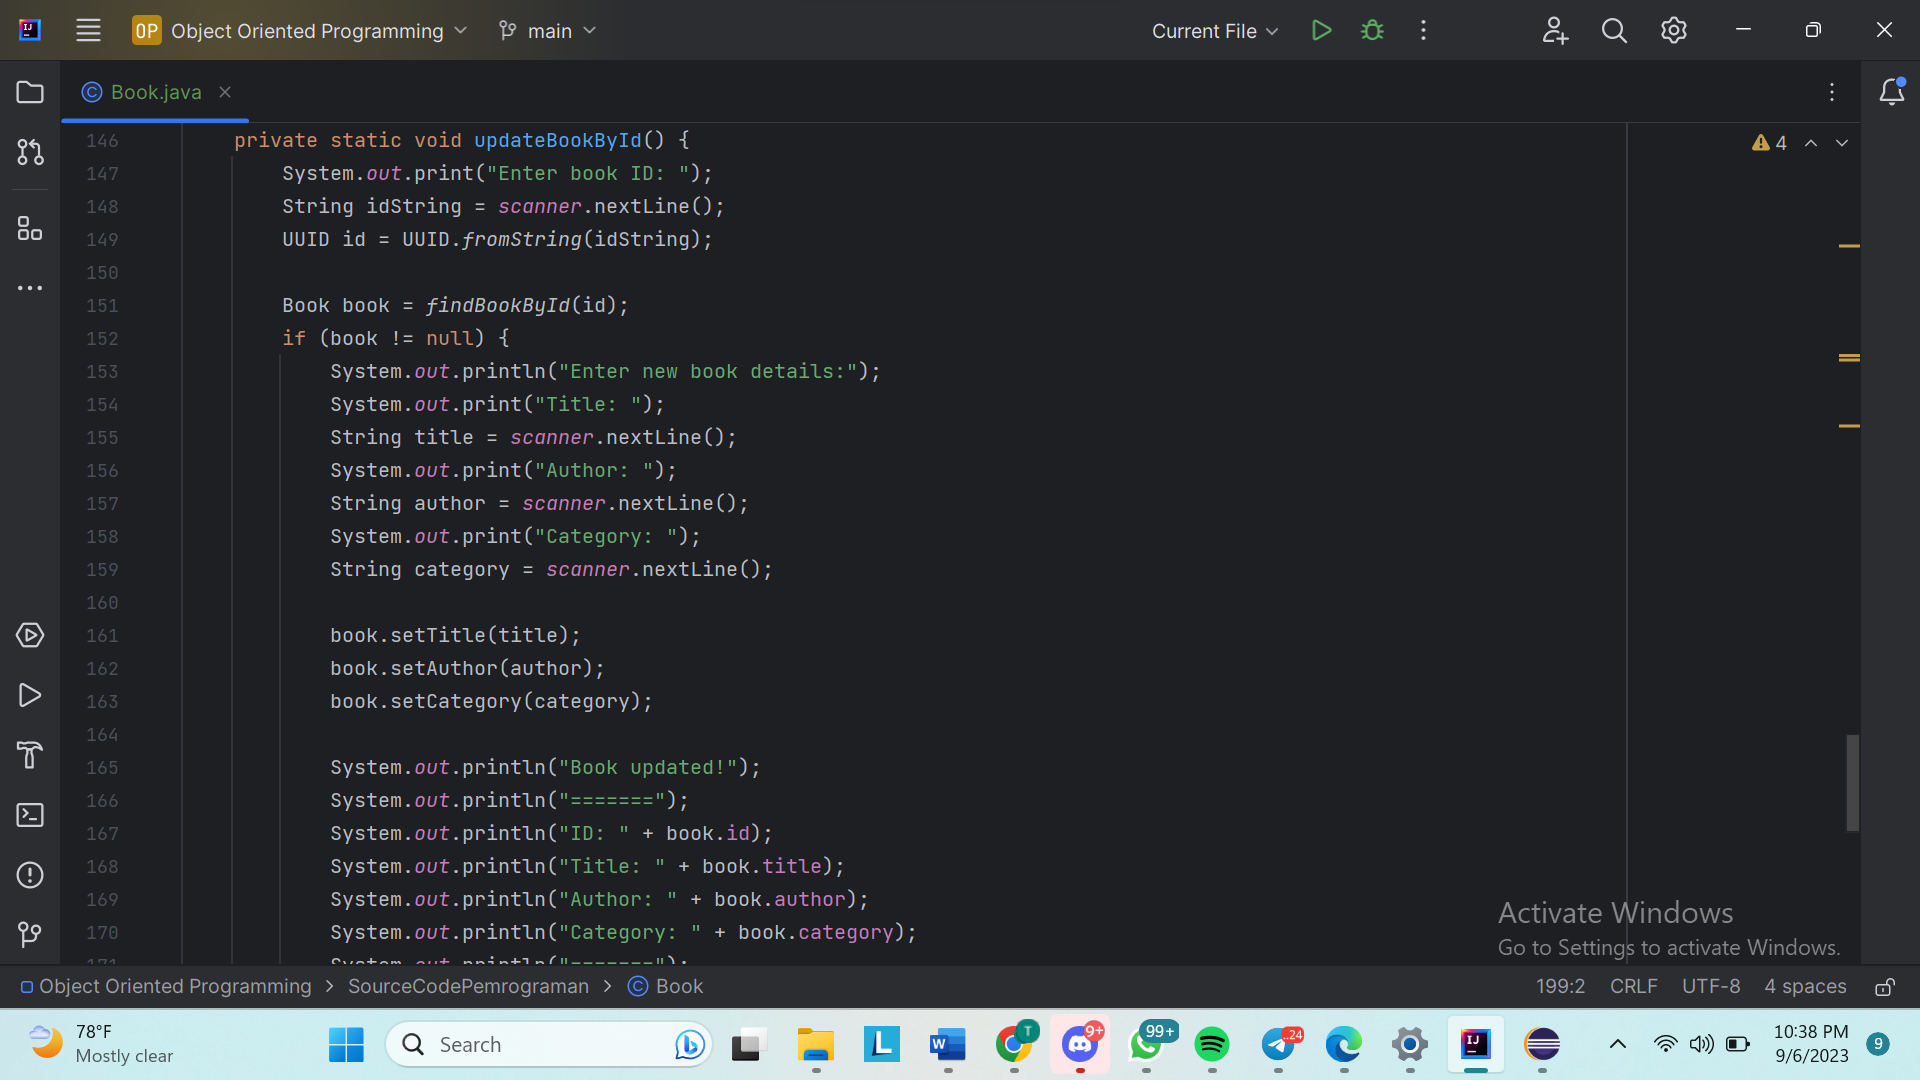 OP Object Oriented Programming main Current File
Book.java
146 private static void updateBookById() { 4
147 System.out.print("Enter book ID: ");
148 String idString = scanner.nextLine();
149 UUID id = UUID.fromString(idString);
150
151 Book book = findBookById(id);
152 if (book != null) {
153 System.out.println("Enter new book details:");
154 System.out.print("Title: ");
155 String title = scanner.nextLine();
156 System.out.print("Author: ");
157 String author = scanner.nextLine();
158 System.out.print("Category: ");
159 String category = scanner.nextLine();
160
161 book.setTitle(title);
162 book.setAuthor(author);
163 book.setCategory(category);
164
165 System.out.println("Book updated!");
166 System.out.println("=======");
167 System.out.println("ID: " + book.id);
168 System.out.println("Title: " + book.title);
169 System.out.println("Author: " + book.author);
170 System.out.println("Category: " + book.category);
171 System.out.println("=======");
Activate Windows
Go to Settings to activate Windows.
Object Oriented Programming > SourceCodePemrograman > Book 199:2 CRLF UTF-8 4 spaces
78°F
Mostly clear
Search
T
9+
99+
..24
10:38 PM
9/6/2023
9